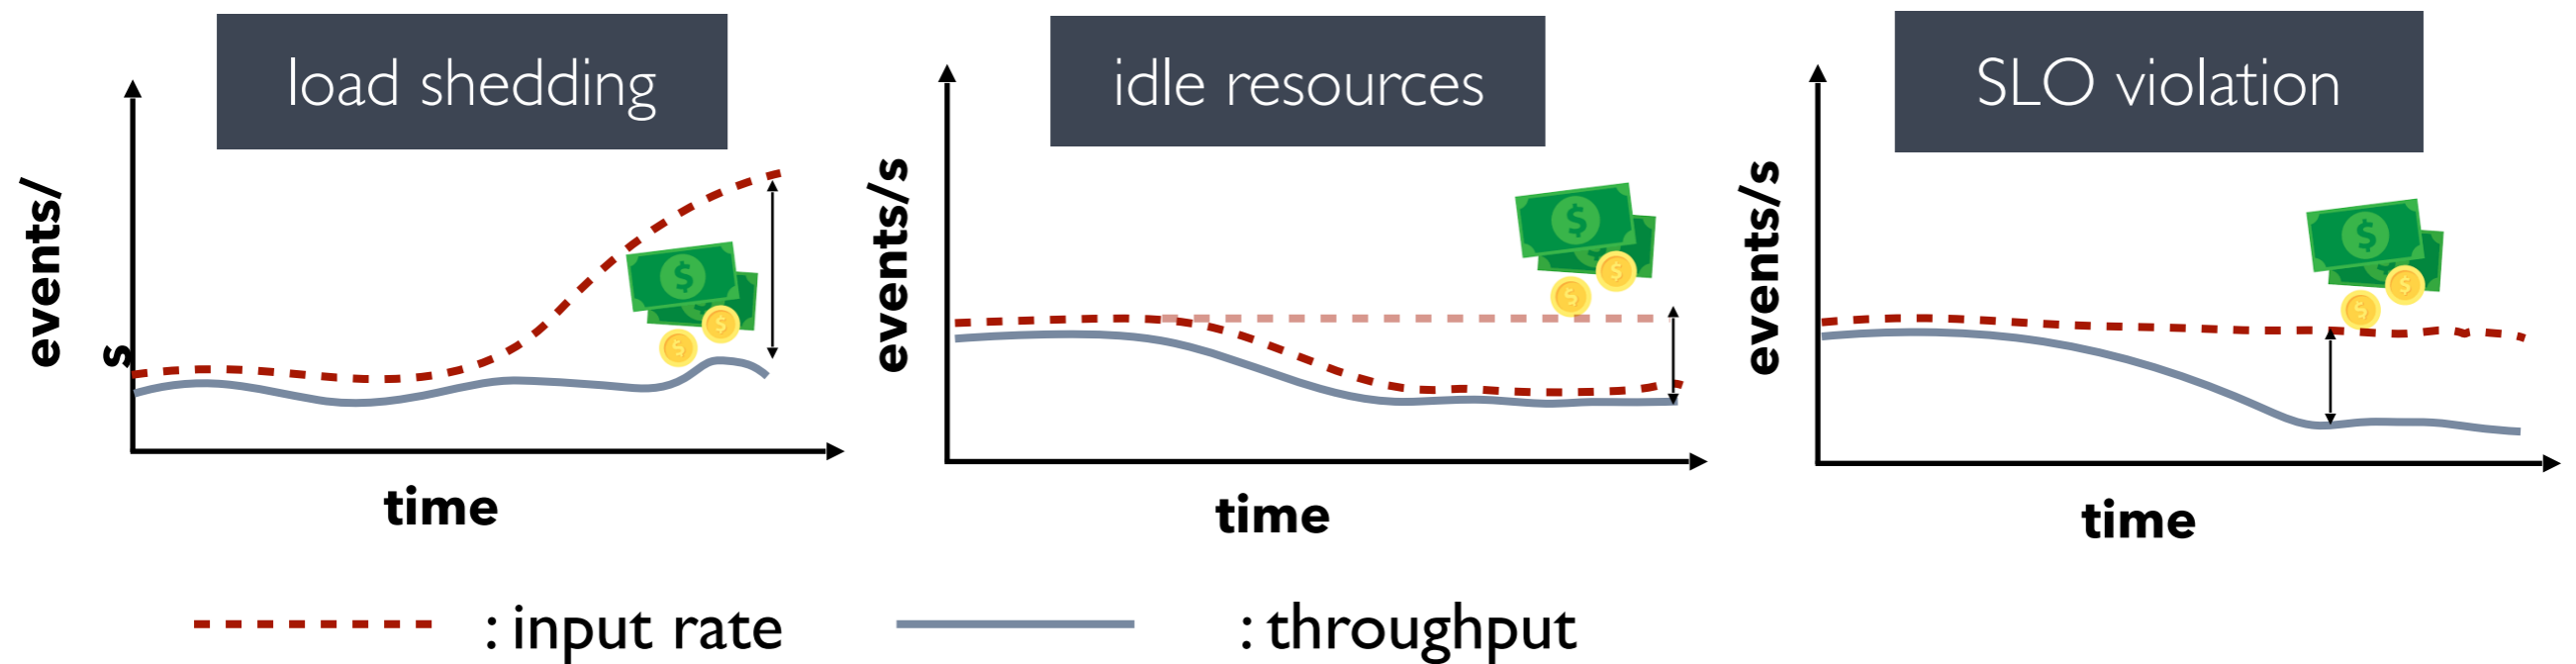 load shedding
events/
s
time
idle resources
events/s
time
SLO violation
events/s
time
: input rate
: throughput